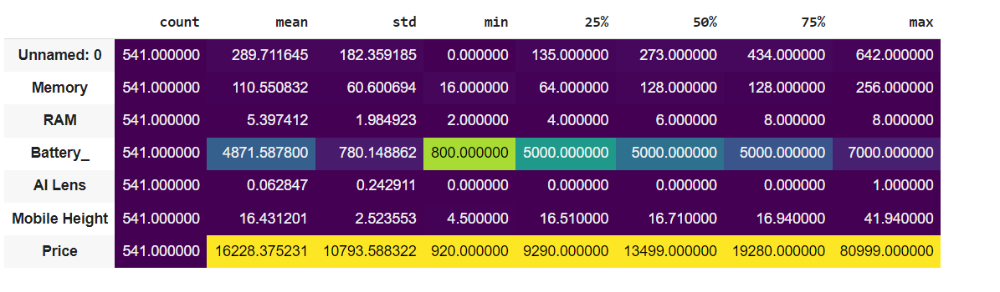 count mean std min 25% 50% 75% max
Unnamed: 0 541.000000 289.711645 182.359185 0.000000 135.000000 273.000000 434.000000 642.000000
Memory 541.000000 110.550832 60.600694 16.000000 64.000000 128.000000 128.000000 256.000000
RAM 541.000000 5.397412 1.984923 2.000000 4.000000 6.000000 8.000000 8.000000
Battery_ 541.000000 4871.587800 780.148862 800.000000 5000.000000 5000.000000 5000.000000 7000.000000
AI Lens 541.000000 0.062847 0.242911 0.000000 0.000000 0.000000 0.000000 1.000000
Mobile Height 541.000000 16.431201 2.523553 4.500000 16.510000 16.710000 16.940000 41.940000
Price 541.000000 16228.375231 10793.588322 920.000000 9290.000000 13499.000000 19280.000000 80999.000000